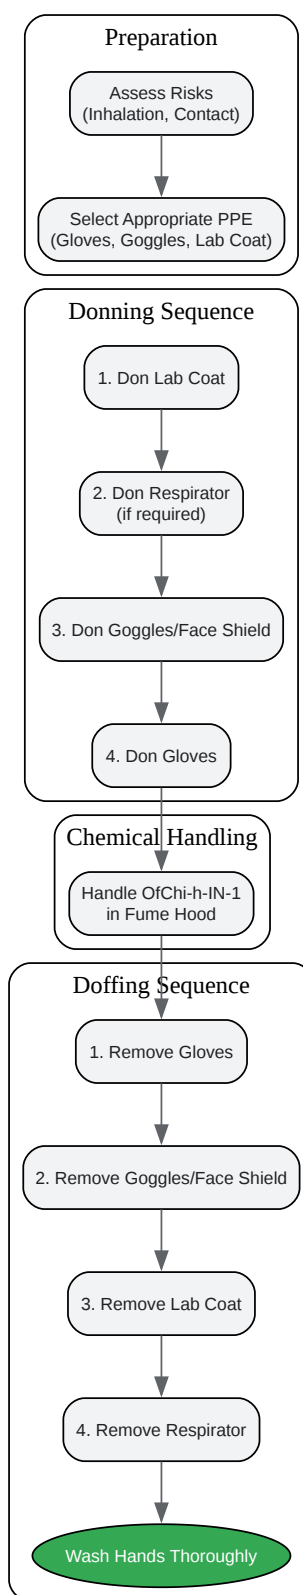 Preparation
Assess Risks
(Inhalation, Contact)
Select Appropriate PPE
(Gloves, Goggles, Lab Coat)
Donning Sequence
1. Don Lab Coat
2. Don Respirator
(if required)
3. Don Goggles/Face Shield
4. Don Gloves
Chemical Handling
Handle OfChi-h-IN-1
in Fume Hood
Doffing Sequence
1. Remove Gloves
2. Remove Goggles/Face Shield
3. Remove Lab Coat
4. Remove Respirator
Wash Hands Thoroughly